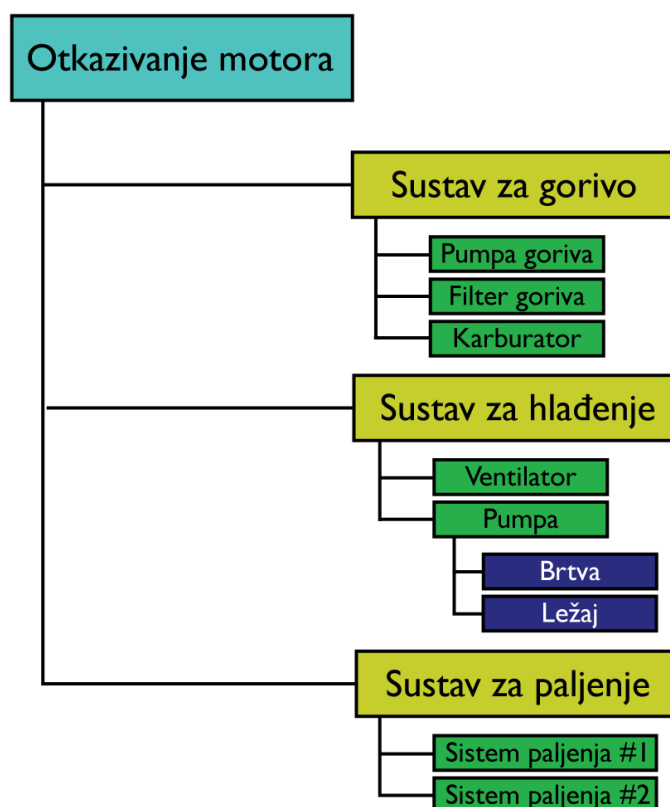 Otkazivanje motora
Sustav za gorivo
Pumpa goriva
Filter goriva
Karburator
Sustav za hlađenje
Ventilator
Pumpa
Brtva
Ležaj
Sustav za paljenje
Sistem paljenja #1
Sistem paljenja #2